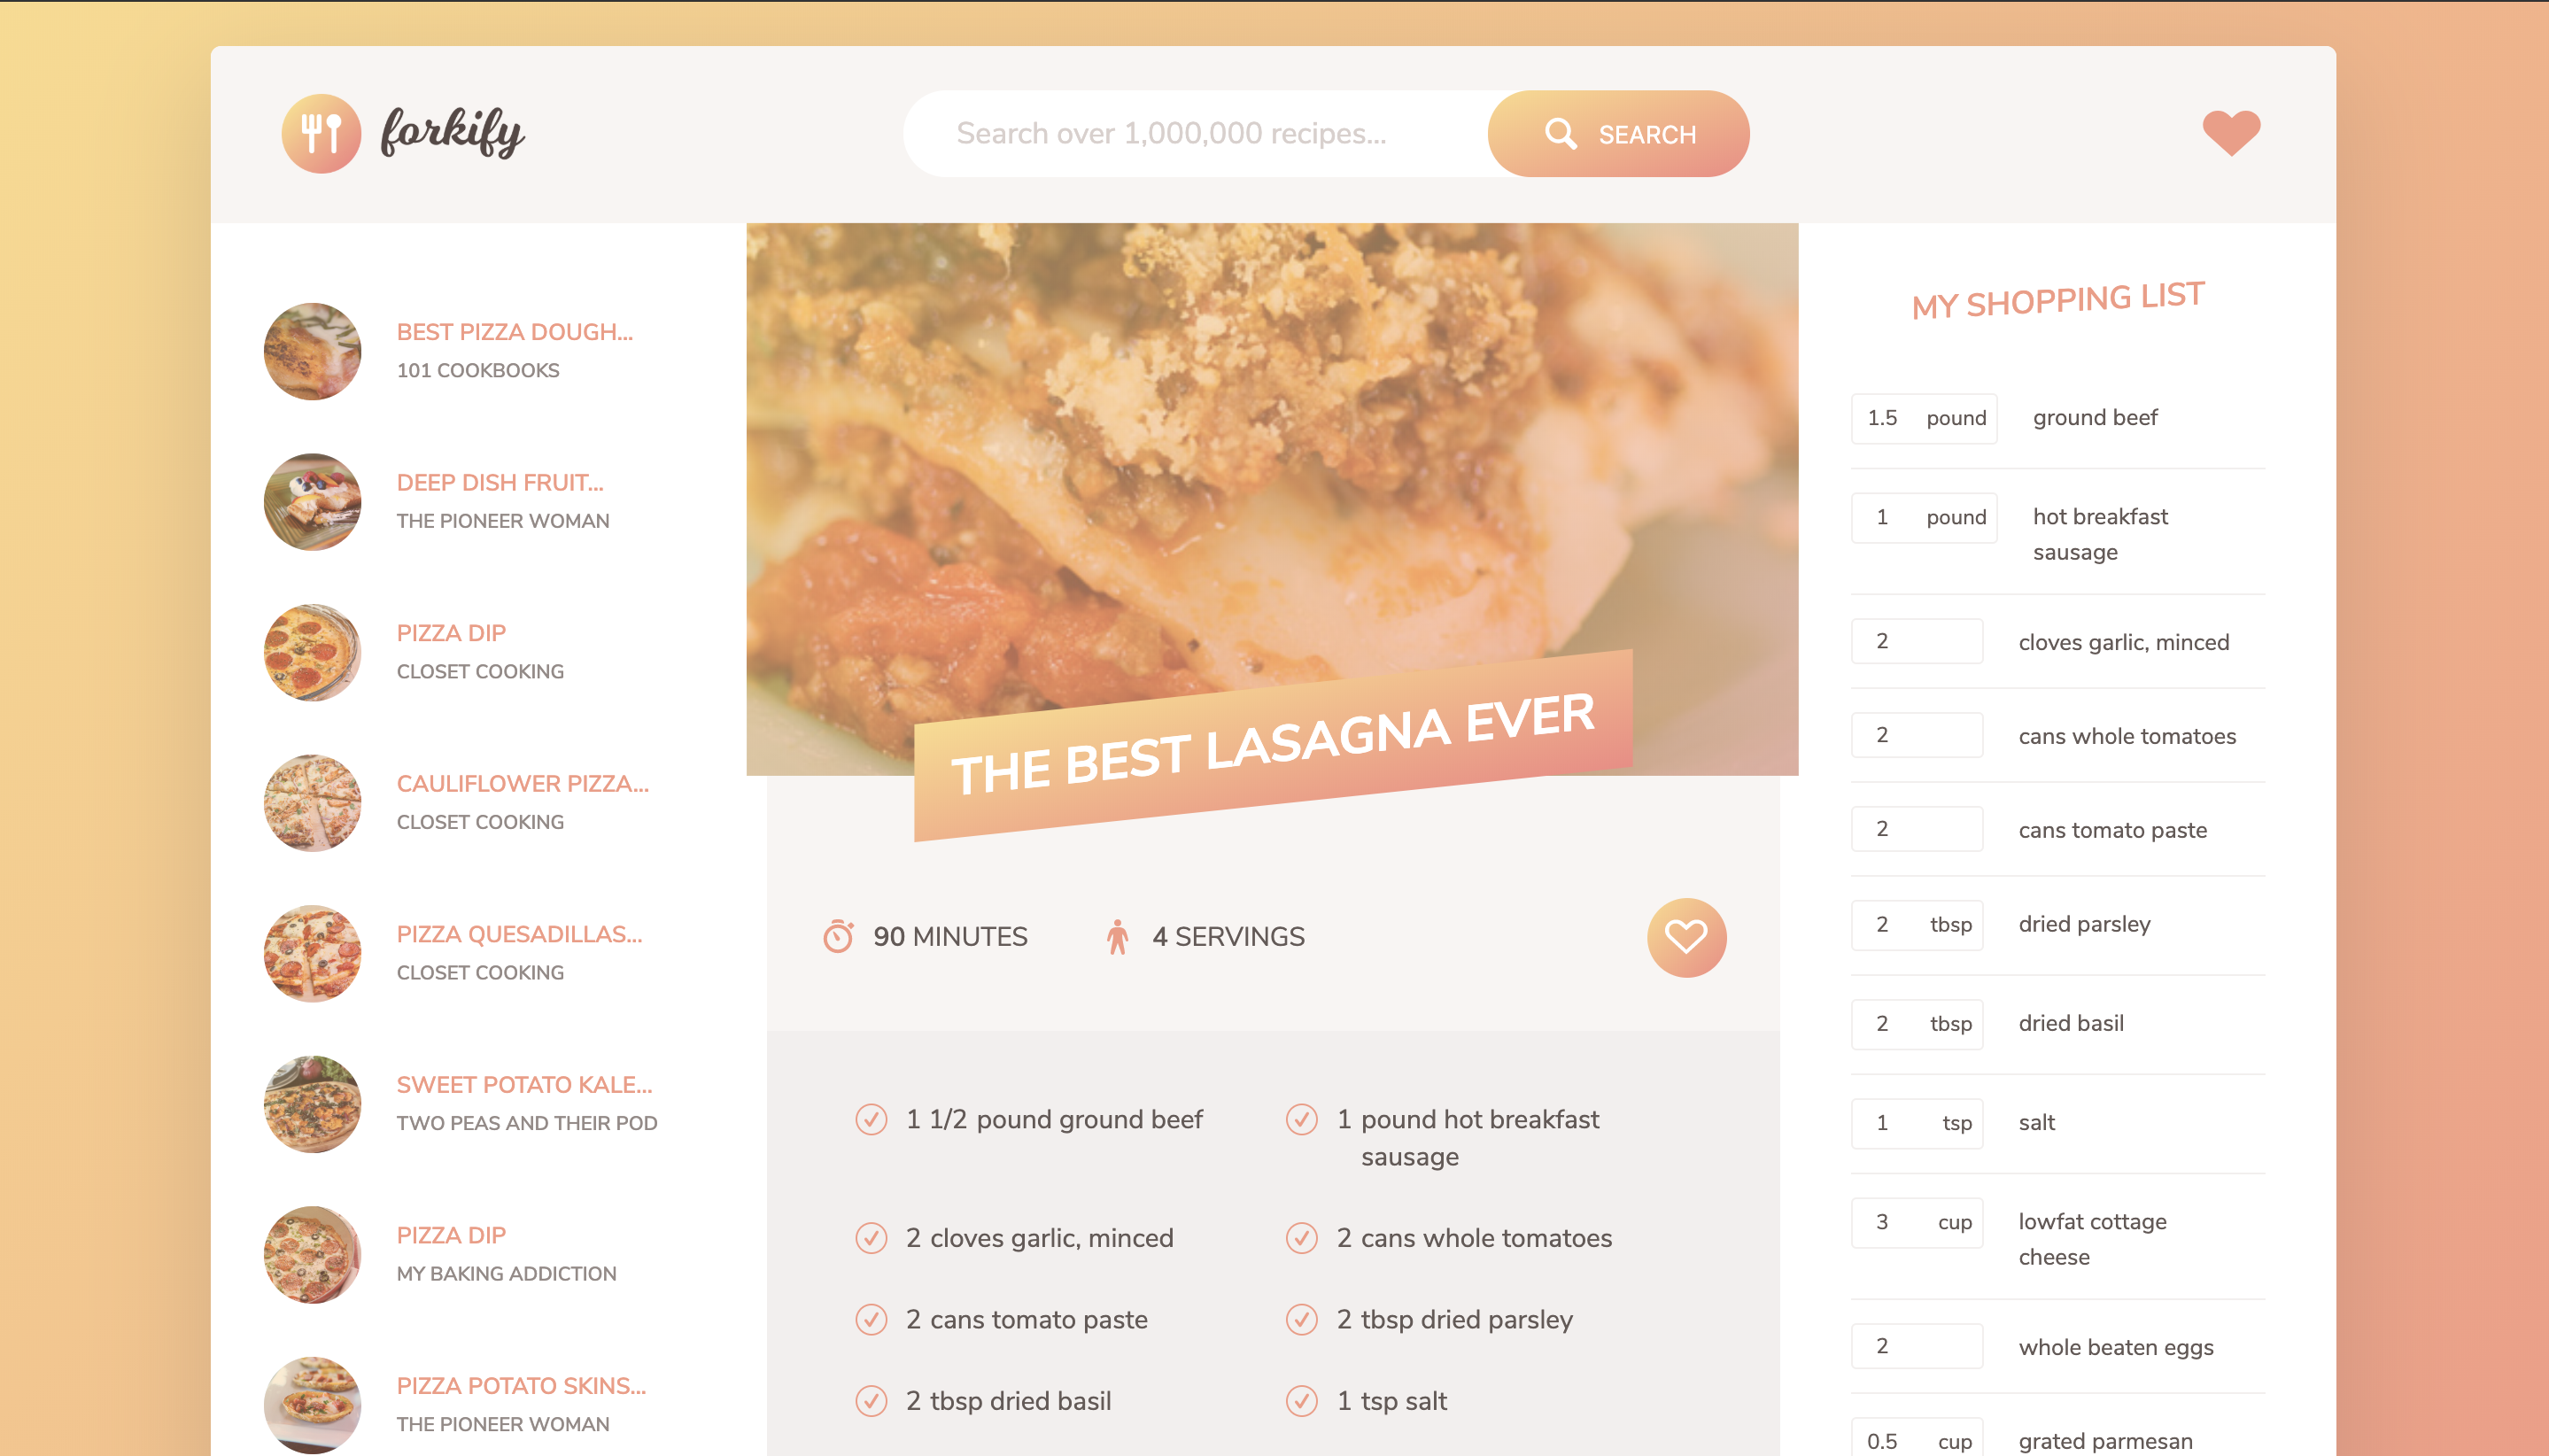 forkify
Search over 1,000,000 recipes...
SEARCH
BEST PIZZA DOUGH...
101 COOKBOOKS
DEEP DISH FRUIT...
THE PIONEER WOMAN
PIZZA DIP
CLOSET COOKING
CAULIFLOWER PIZZA...
CLOSET COOKING
PIZZA QUESADILLAS...
CLOSET COOKING
SWEET POTATO KALE...
TWO PEAS AND THEIR POD
PIZZA DIP
MY BAKING ADDICTION
PIZZA POTATO SKINS...
THE PIONEER WOMAN
THE BEST LASAGNA EVER
90 MINUTES
4 SERVINGS
1 1/2 pound ground beef
1 pound hot breakfast
sausage
2 cloves garlic, minced
2 cans whole tomatoes
2 cans tomato paste
2 tbsp dried parsley
2 tbsp dried basil
1 tsp salt
MY SHOPPING LIST
1.5 pound ground beef
1 pound hot breakfast
sausage
2 cloves garlic, minced
2 cans whole tomatoes
2 cans tomato paste
2 tbsp dried parsley
2 tbsp dried basil
1 tsp salt
3 cup lowfat cottage
cheese
2 whole beaten eggs
0.5 cup grated parmesan